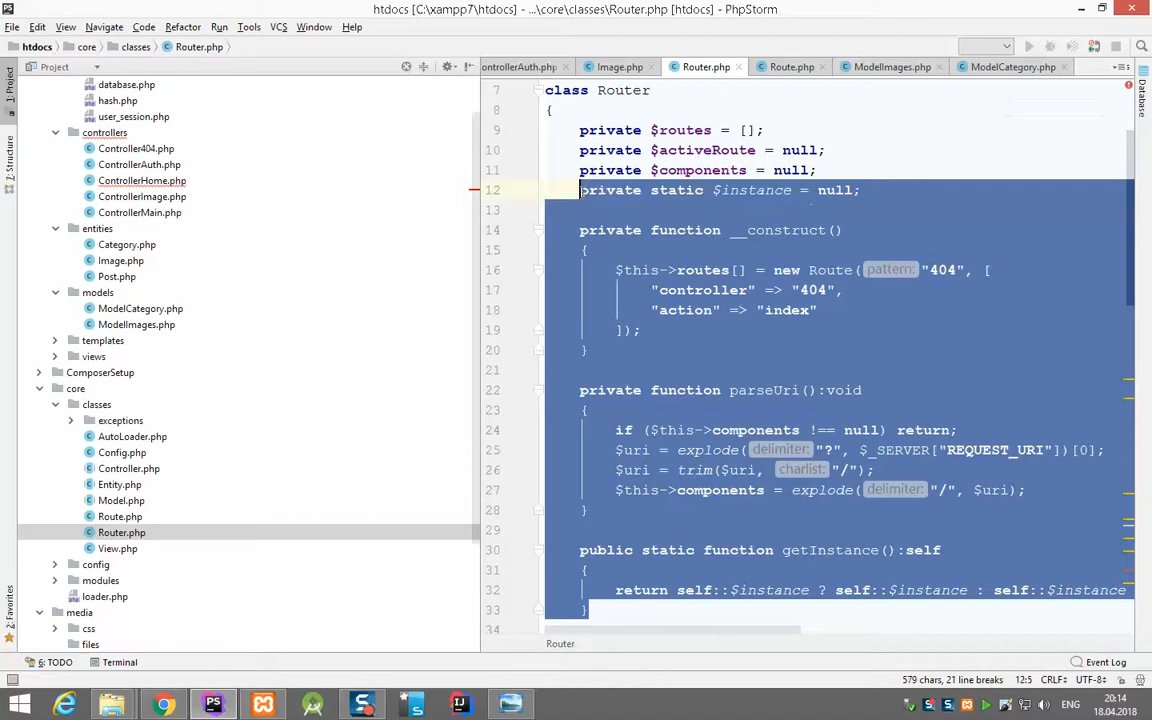 htdocs [C:\xampp7\htdocs] - ...\core\classes\Router.php [htdocs] - PhpStorm
File Edit View Navigate Code Refactor Run Tools VCS Window Help
htdocs core classes Router.php
Project
ontrollerAuth.php Image.php Router.php Route.php ModelImages.php ModelCategory.php
1: Project
Z: Structure
2: Favorites
Database
database.php
hash.php
user_session.php
controllers
Controller404.php
ControllerAuth.php
ControllerHome.php
ControllerImage.php
ControllerMain.php
entities
Category.php
Image.php
Post.php
models
ModelCategory.php
ModelImages.php
templates
views
ComposerSetup
core
classes
exceptions
AutoLoader.php
Config.php
Controller.php
Entity.php
Model.php
Route.php
Router.php
View.php
config
modules
loader.php
media
css
files
7 class Router
8 {
9 private $routes = [];
10 private $activeRoute = null;
11 private $components = null;
12 private static $instance = null;
13
14 private function __construct()
15 {
16 $this->routes[] = new Route( pattern: "404", [
17 "controller" => "404",
18 "action" => "index"
19 ]);
20 }
21
22 private function parseUri():void
23 {
24 if ($this->components !== null) return;
25 $uri = explode( delimiter: "?", $_SERVER["REQUEST_URI"])[0];
26 $uri = trim($uri, charlist: "/");
27 $this->components = explode( delimiter: "/", $uri);
28 }
29
30 public static function getInstance():self
31 {
32 return self::$instance ? self::$instance : self::$instance
33 }
34
Router
6: TODO Terminal Event Log
579 chars, 21 line breaks 12:5 CRLF÷ UTF-8÷
ENG
20:14
18.04.2018